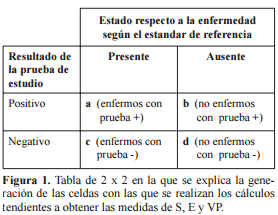 Estado respecto a la enfermedad
según el estandar de referencia
Resultado de
la prueba de
estudio
Presente
Ausente
Positivo
a (enfermos con
prueba +)
b (no enfermos
con prueba +)
Negativo
c (enfermos con
prueba -)
d (no enfermos
con prueba -)
Figura 1. Tabla de 2 x 2 en la que se explica la gene-
ración de las celdas con las que se realizan los cálculos
tendientes a obtener las medidas de S, E y VP.